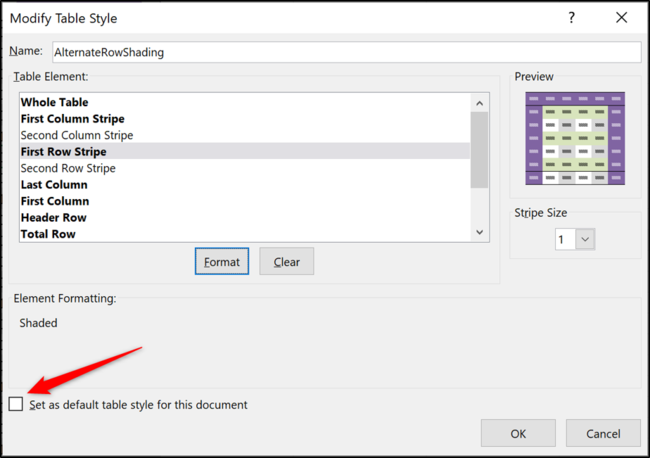 Modify Table Style
?
Name: AlternateRowShading
Table Element:
Preview
Whole Table
First Column Stripe
Second Column Stripe
First Row Stripe
Second Row Stripe
Last Column
First Column
Header Row
Total Row
Stripe Size
1
Format Clear
Element Formatting:
Shaded
Set as default table style for this document
OK Cancel